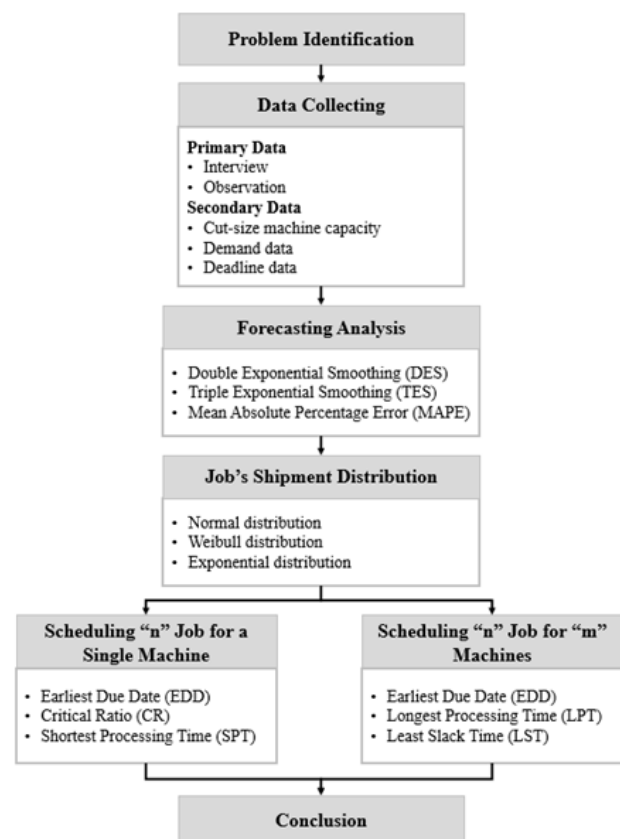 Problem Identification
Data Collecting
Primary Data
• Interview
• Observation
Secondary Data
• Cut-size machine capacity
• Demand data
• Deadline data
Forecasting Analysis
• Double Exponential Smoothing (DES)
• Triple Exponential Smoothing (TES)
• Mean Absolute Percentage Error (MAPE)
Job’s Shipment Distribution
• Normal distribution
• Weibull distribution
• Exponential distribution
Scheduling “n” Job for a
Single Machine
• Earliest Due Date (EDD)
• Critical Ratio (CR)
• Shortest Processing Time (SPT)
Scheduling “n” Job for “m”
Machines
• Earliest Due Date (EDD)
• Longest Processing Time (LPT)
• Least Slack Time (LST)
Conclusion